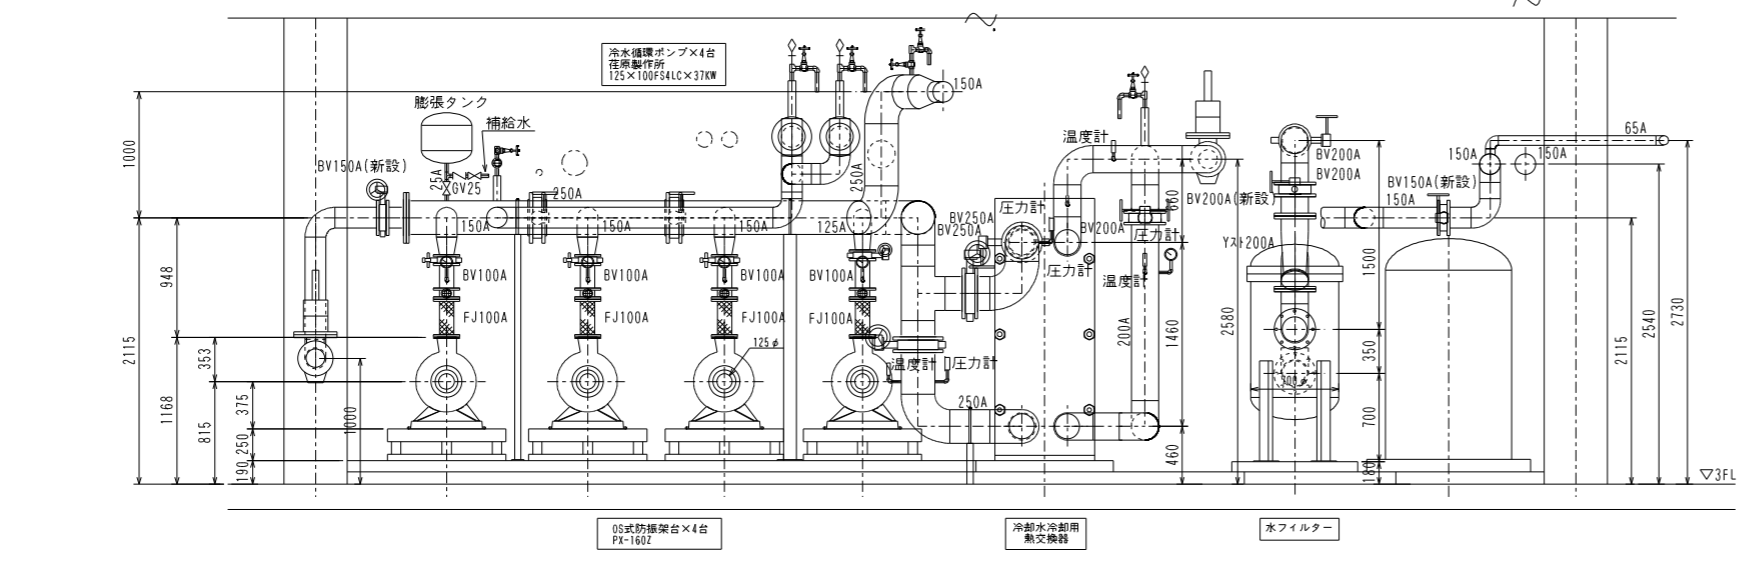 冷水循環ポンプ×4台
荏原製作所
125×100FS4LC×37KW
膨張タンク
補給水
BV150A(新設)
25A
GV25
250A
250A
150A
150A
150A
150A
125A
BV100A
BV100A
BV100A
BV100A
FJ100A
FJ100A
FJ100A
FJ100A
125φ
BV250A
BV250A
圧力計
温度計
圧力計
温度計
圧力計
圧力計
温度計
BV200A
BV200A(新設)
250A
200A
BV200A
BV200A
Yスト200A
300φ
BV150A(新設)
150A
150A
150A
65A
1000
948
2115
1168
353
815
375
250
190
1000
660
1460
460
2580
1500
350
700
180
2115
2540
2730
▽3FL
OS式防振架台×4台
PX-160Z
冷却水冷却用
熱交換器
水フィルター